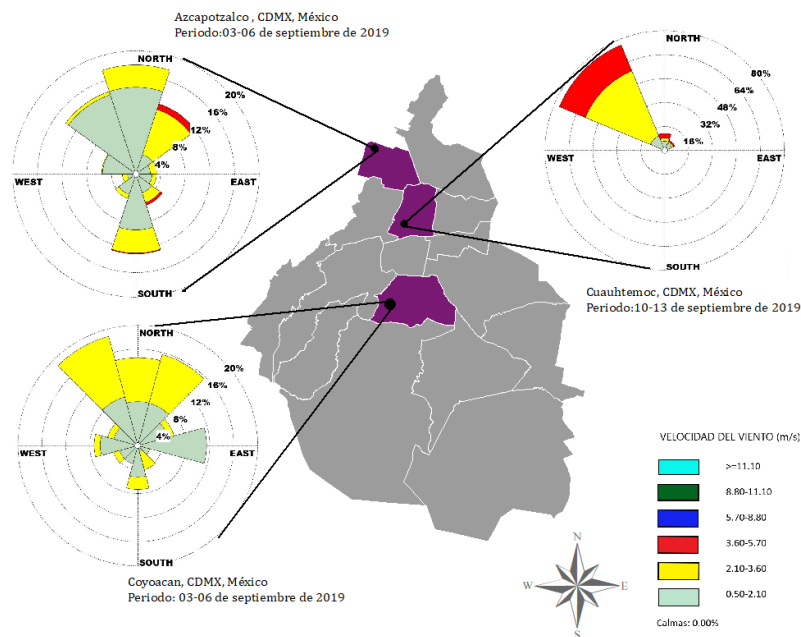 Azcapotzalco , CDMX, México
Periodo:03-06 de septiembre de 2019
NORTH
20%
16%
12%
8%
4%
WEST
EAST
SOUTH
NORTH
80%
64%
48%
32%
16%
WEST
EAST
SOUTH
Cuauhtemoc, CDMX, México
Periodo:10-13 de septiembre de 2019
NORTH
20%
16%
12%
8%
4%
WEST
EAST
SOUTH
Coyoacan, CDMX, México
Periodo: 03-06 de septiembre de 2019
VELOCIDAD DEL VIENTO (m/s)
>=11.10
8.80-11.10
5.70-8.80
3.60-5.70
2.10-3.60
0.50-2.10
Calmas: 0.00%
N
W
E
S